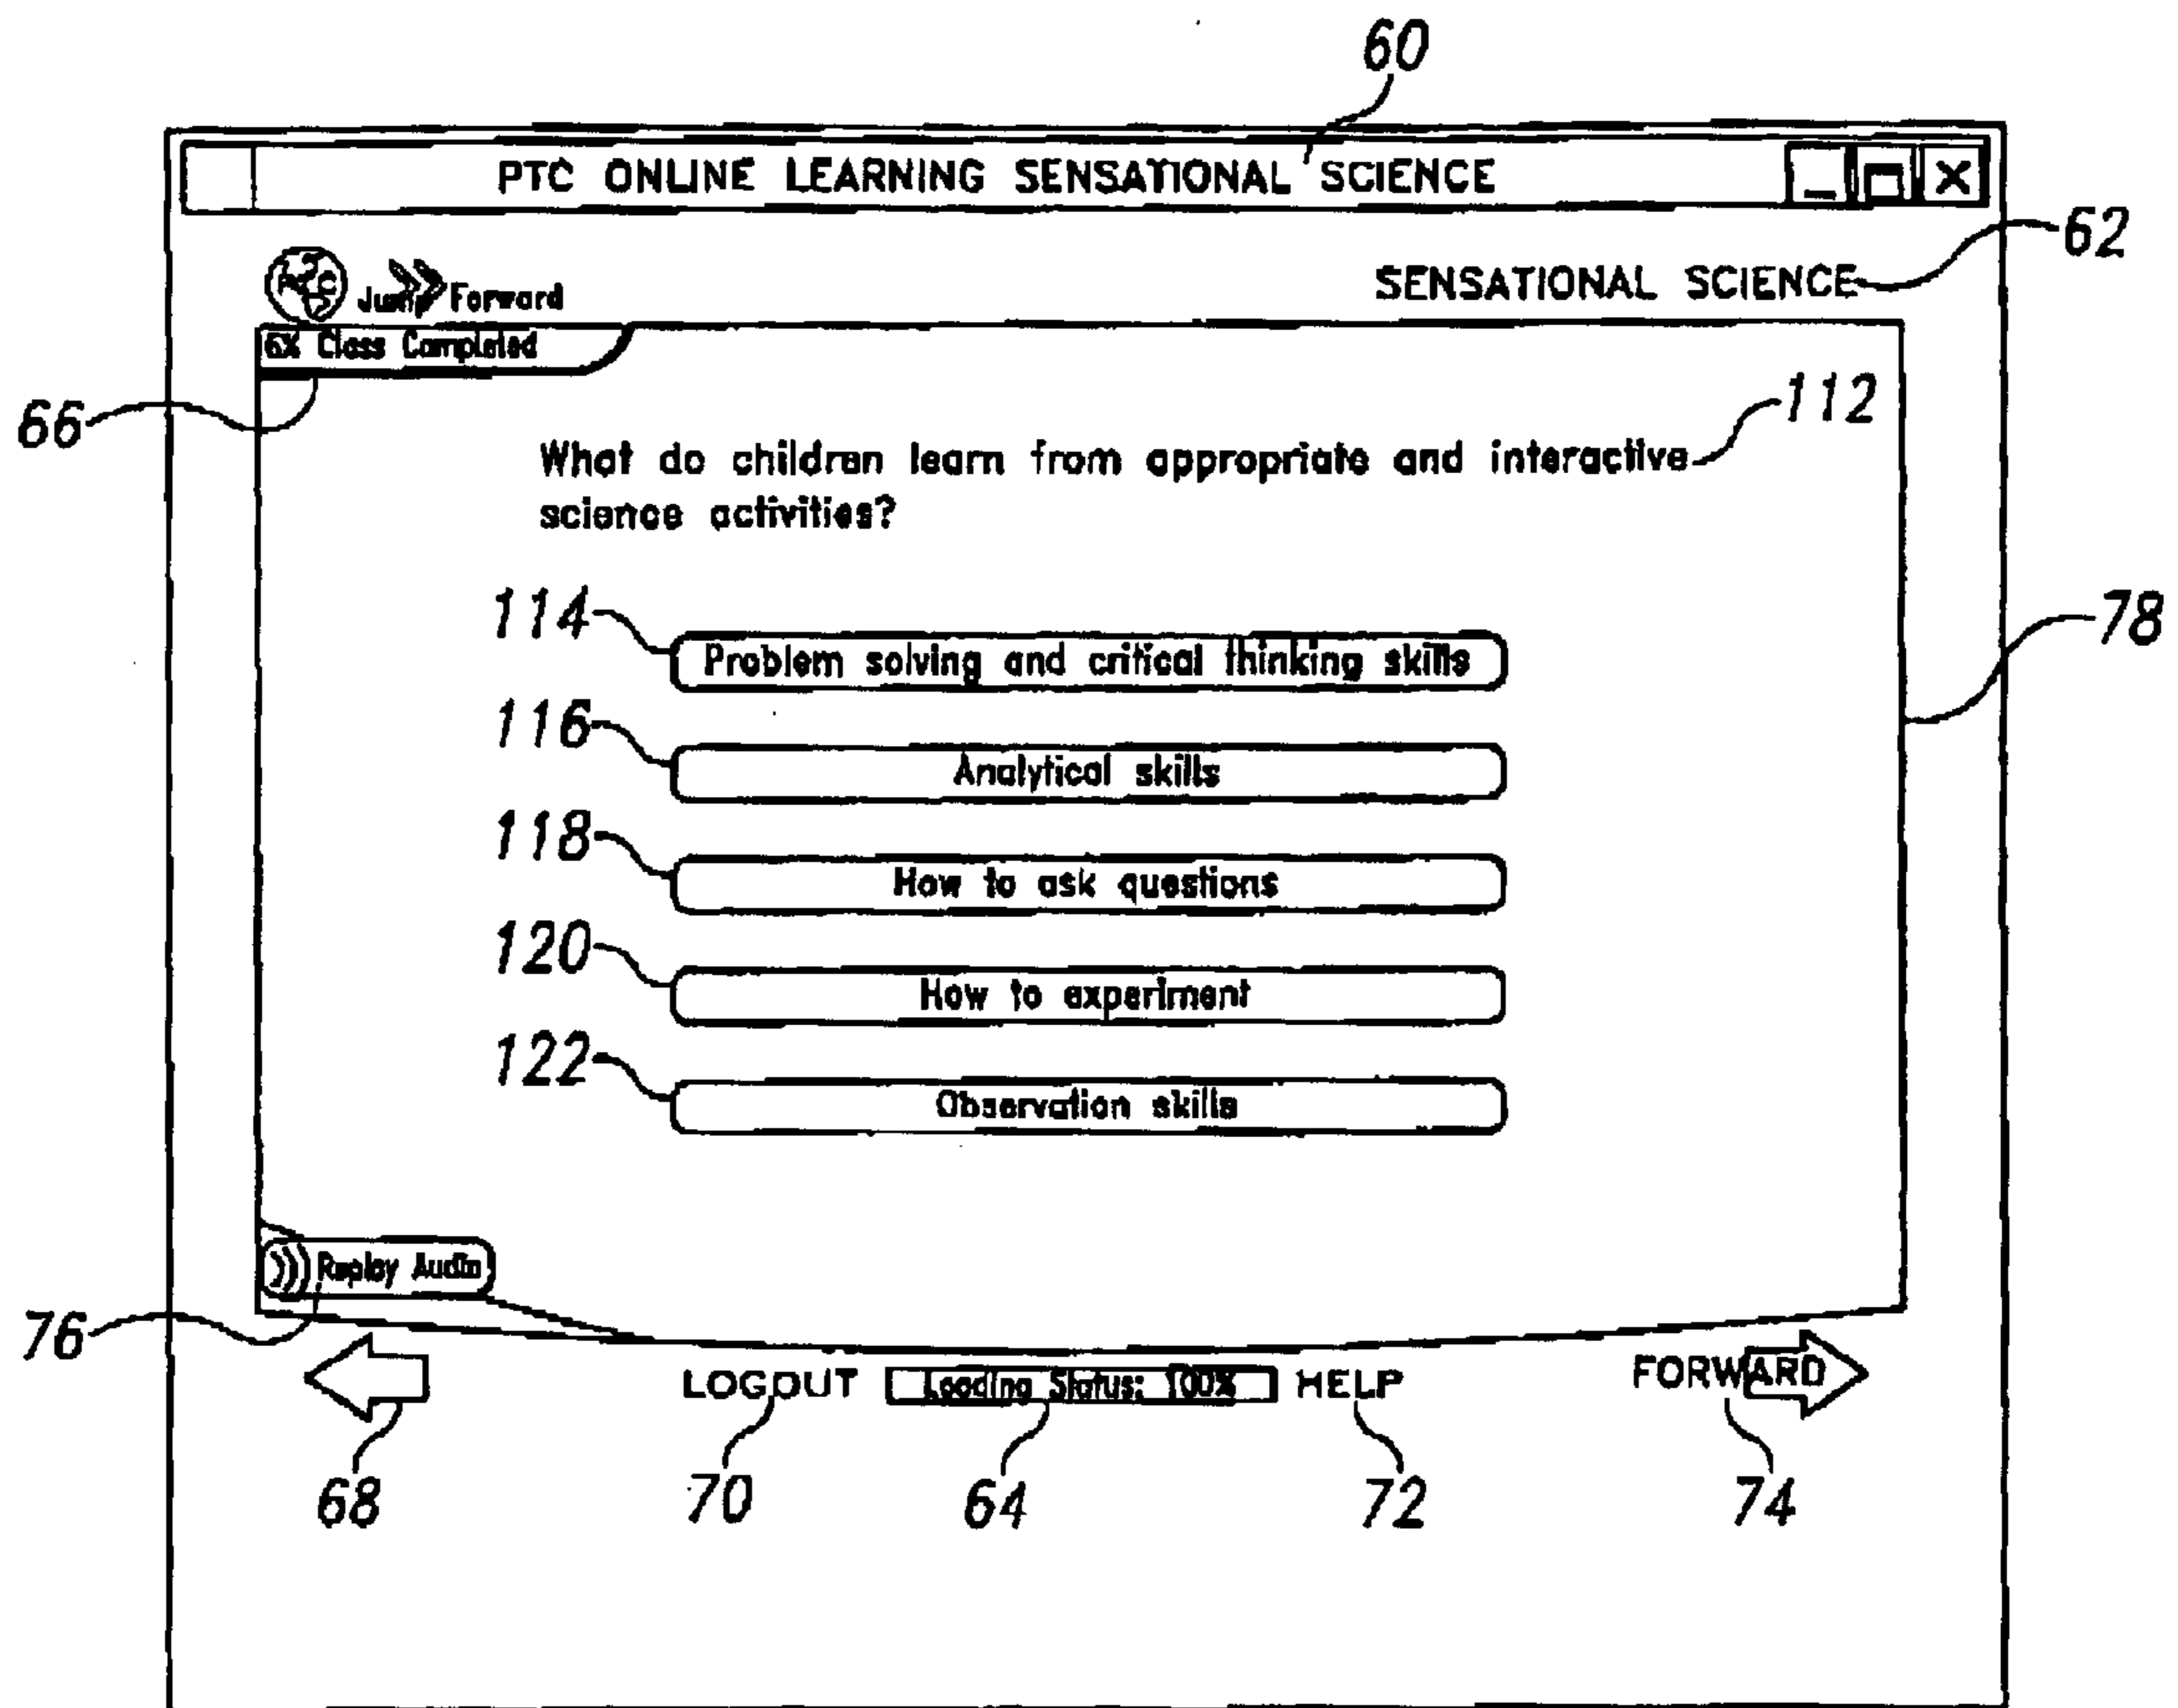 60
PTC ONLINE LEARNING SENSATIONAL SCIENCE
62
Jump Forward
SENSATIONAL SCIENCE
6% Class Completed
66
112
What do children learn from appropriate and interactive
science activities?
78
114
Problem solving and critical thinking skills
116
Analytical skills
118
How to ask questions
120
How to experiment
122
Observation skills
Replay Audio
76
LOGOUT
Loading Status: 100%
HELP
FORWARD
68
70
64
72
74